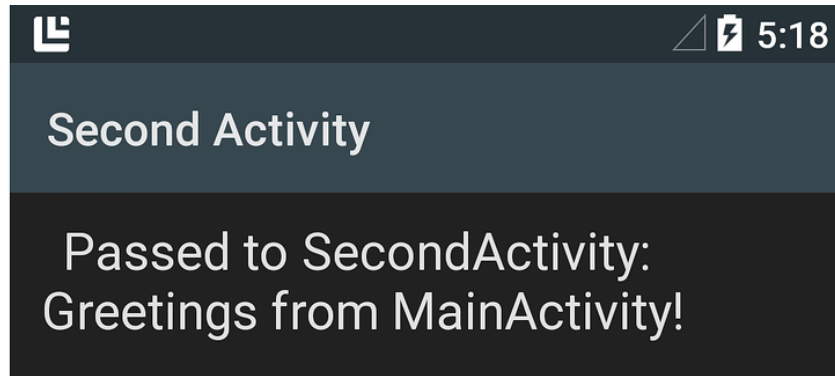 5:18
Second Activity
Passed to SecondActivity:
Greetings from MainActivity!